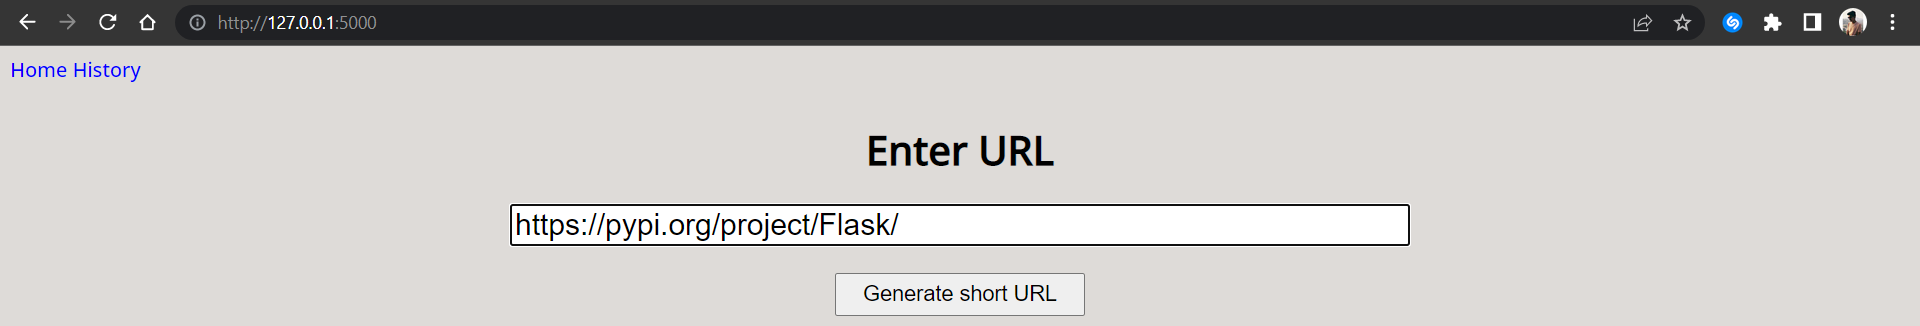 http://127.0.0.1:5000
Home History
Enter URL
https://pypi.org/project/Flask/
Generate short URL